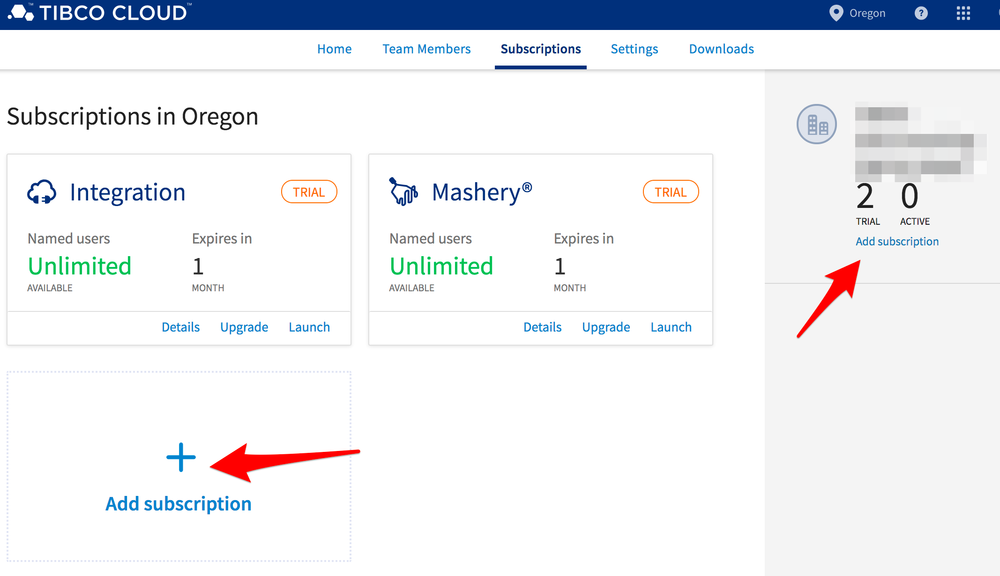 ™ TIBCO CLOUD™
Oregon
?
Home
Team Members
Subscriptions
Settings
Downloads
Subscriptions in Oregon
Integration
TRIAL
Named users
Expires in
Unlimited
1
AVAILABLE
MONTH
Details
Upgrade
Launch
Mashery®
TRIAL
Named users
Expires in
Unlimited
1
AVAILABLE
MONTH
Details
Upgrade
Launch
Add subscription
2 0
TRIAL ACTIVE
Add subscription